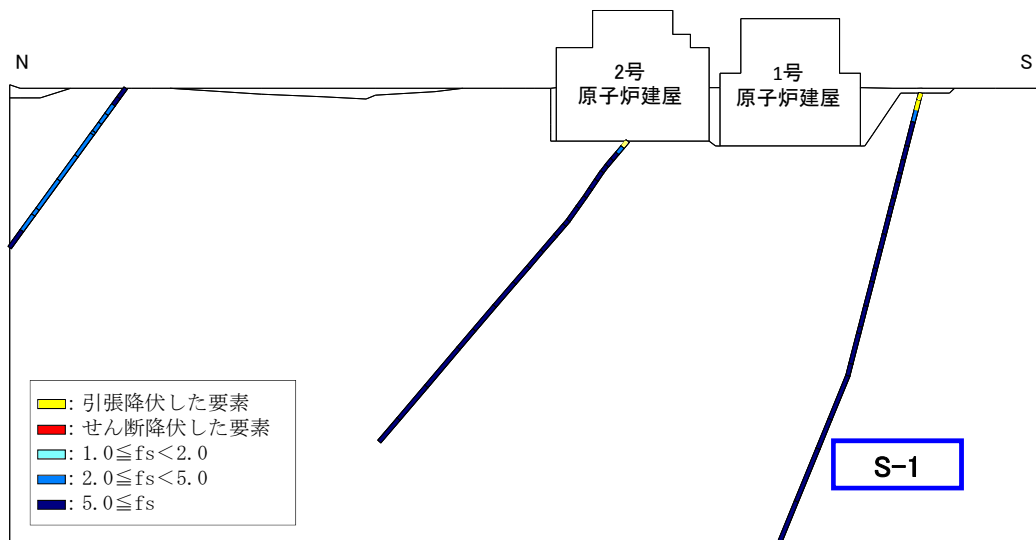 N
S
2号
原子炉建屋
1号
原子炉建屋
: 引張降伏した要素
: せん断降伏した要素
: 1.0≦fs<2.0
: 2.0≦fs<5.0
: 5.0≦fs
S-1